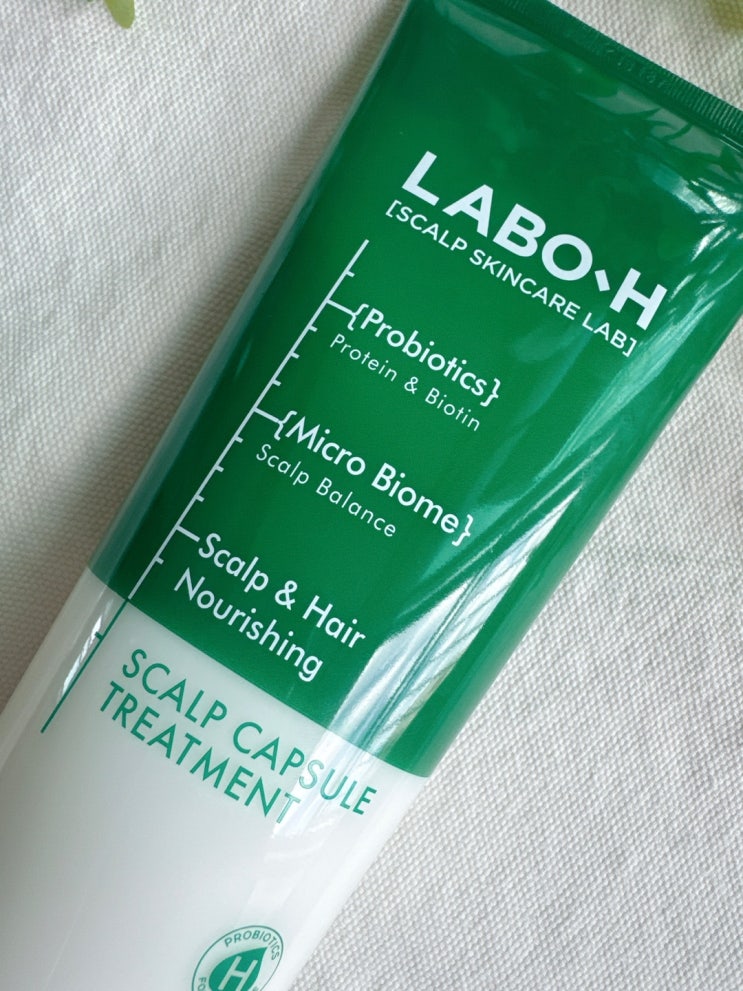 LABO◆H
[SCALP SKINCARE LAB]
{Probiotics}
Protein & Biotin
{Micro Biome}
Scalp Balance
Scalp & Hair
Nourishing
SCALP CAPSULE
TREATMENT
PROBIOTICS
H